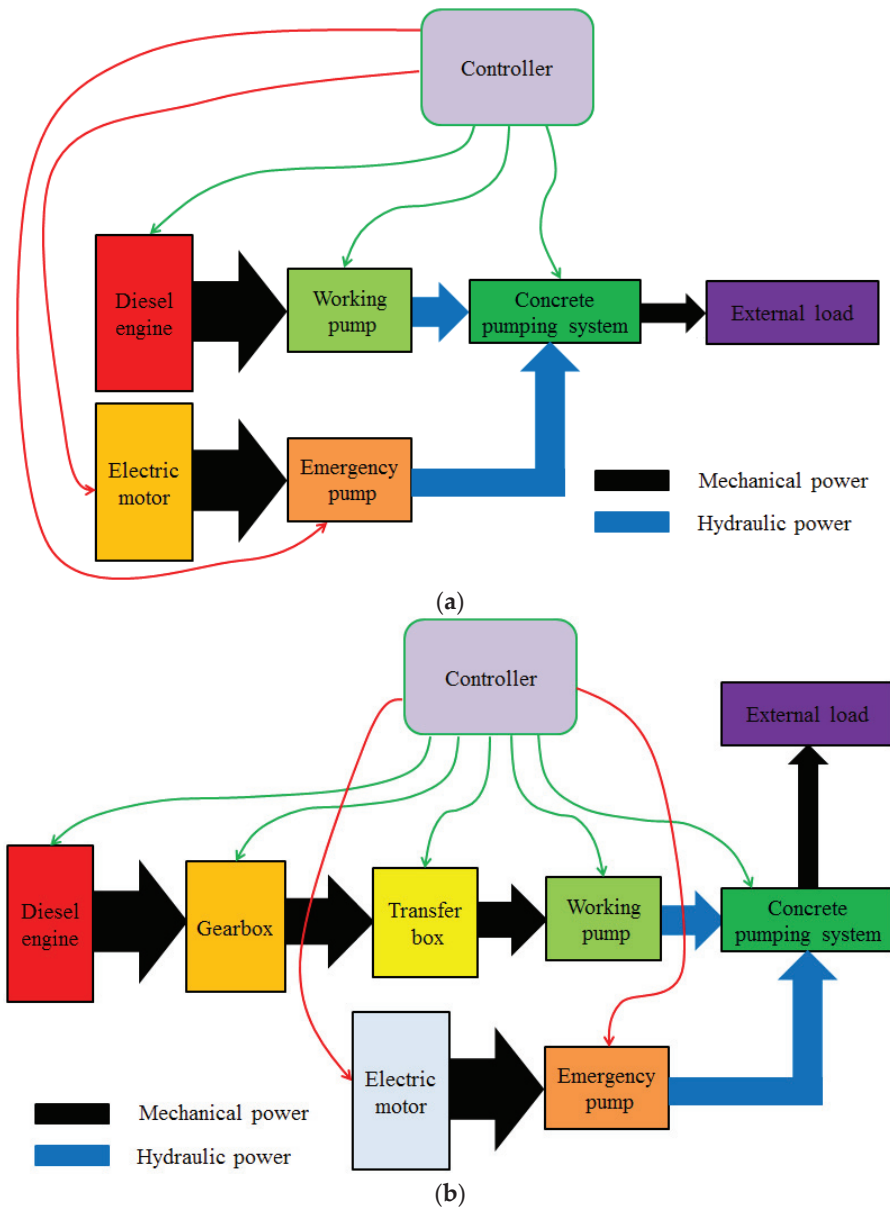 Controller
Diesel
engine
Working
pump
Concrete
pumping system
External load
Electric
motor
Emergency
pump
Mechanical power
Hydraulic power
(a)
Controller
External load
Diesel
engine
Gearbox
Transfer
box
Working
pump
Concrete
pumping system
Electric
motor
Emergency
pump
Mechanical power
Hydraulic power
(b)